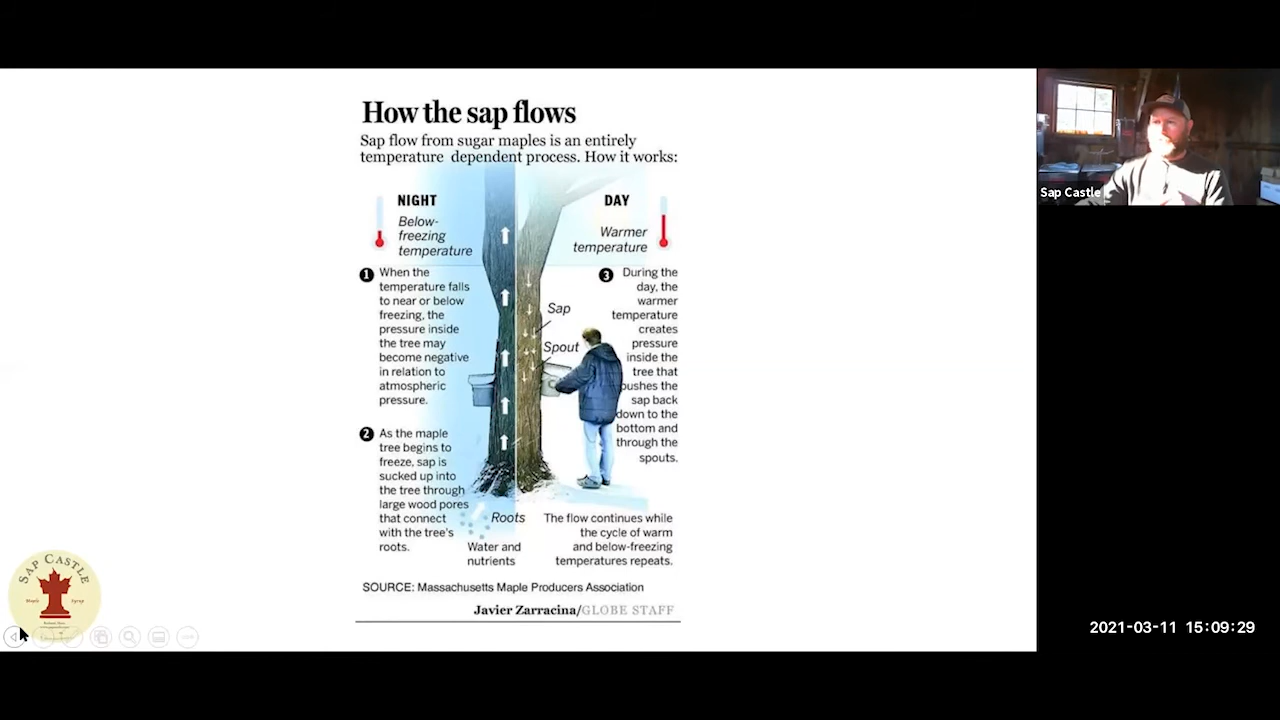 How the sap flows
Sap flow from sugar maples is an entirely
temperature dependent process. How it works:
NIGHT
Below-
freezing
temperature
DAY
Warmer
temperature
1 When the
temperature falls
to near or below
freezing, the
pressure inside
the tree may
become negative
in relation to
atmospheric
pressure.
2 As the maple
tree begins to
freeze, sap is
sucked up into
the tree through
large wood pores
that connect
with the tree's
roots.
Sap
Spout
3 During the
day, the
warmer
temperature
creates
pressure
inside the
tree that
pushes the
sap back
down to the
bottom and
through the
spouts.
Roots
Water and
nutrients
The flow continues while
the cycle of warm
and below-freezing
temperatures repeats.
SOURCE: Massachusetts Maple Producers Association
Javier Zarracina/GLOBE STAFF
SAP CASTLE
Maple Syrup
Sap Castle
2021-03-11 15:09:29